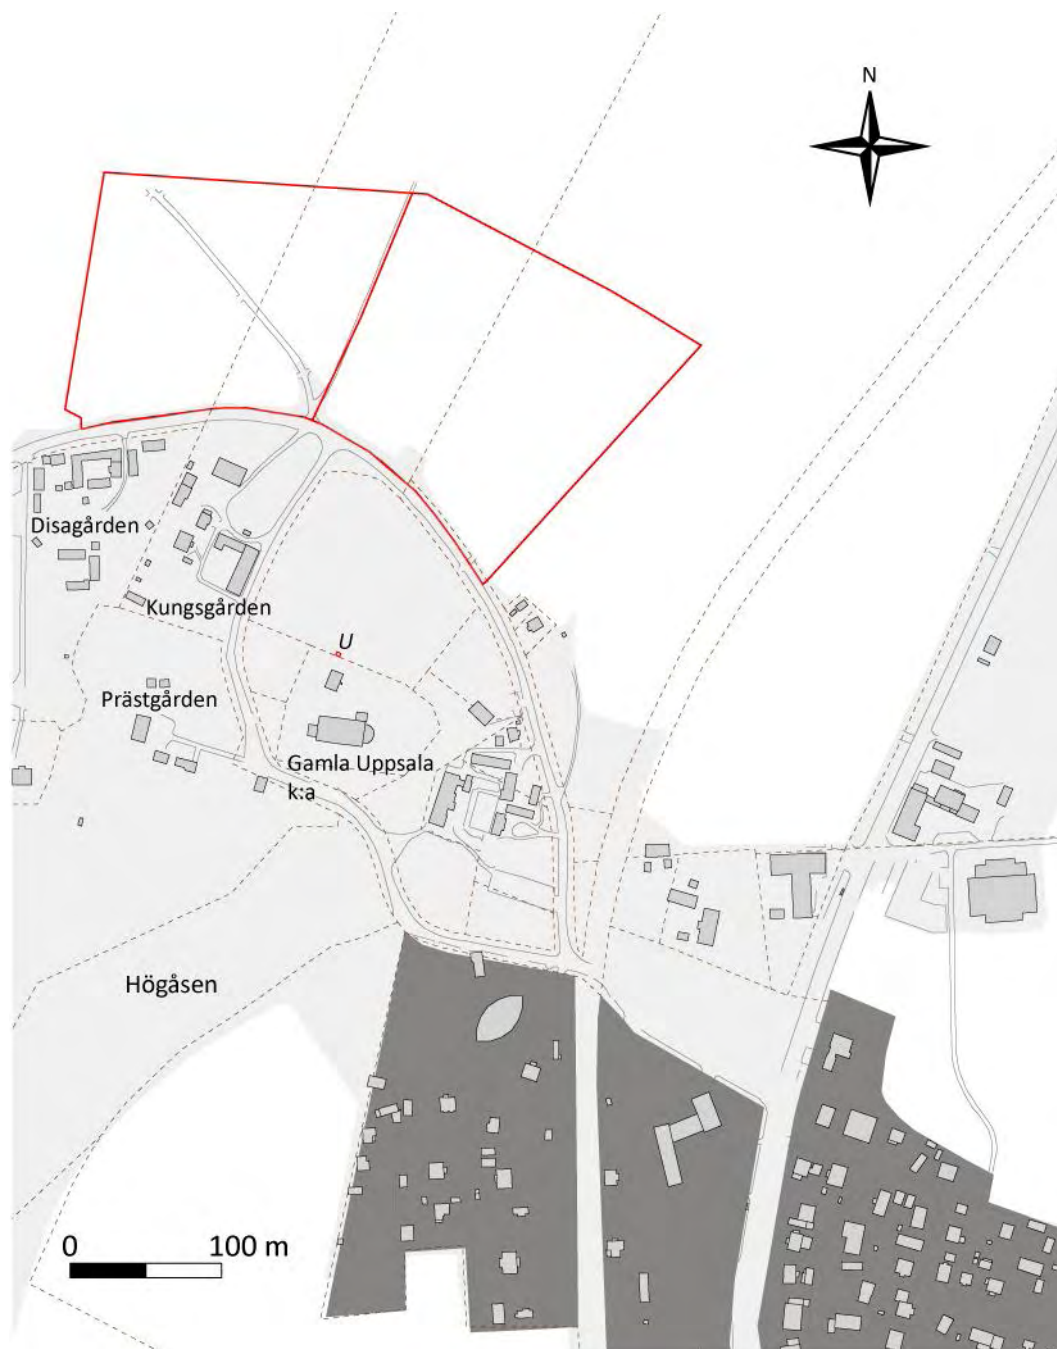 N
Disagården
Kungsgården
U
Prästgården
Gamla Uppsala
k:a
Högåsen
0 100 m